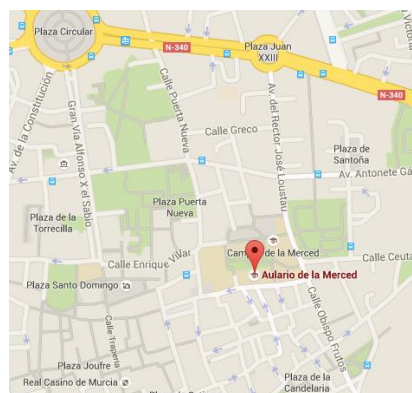 Plaza Circular
N-340
Plaza Juan
XXIII
N-340
Av. de la Constitución
Gran Vía Alfonso X el Sabio
Calle Puerta Nueva
Av. del Rector José Loustau
Calle Greco
Plaza de
Santoña
Av. Antonete Gá
Plaza de la
Torrecilla
Plaza Puerta
Nueva
de la Merced
Calle Enrique Villar
Calle Ceuta
Aulario de la Merced
Plaza Santo Domingo
Calle Trapería
Calle Obispo Frutos
Plaza Joufre
Real Casino de Murcia
Plaza de la
Candelaria